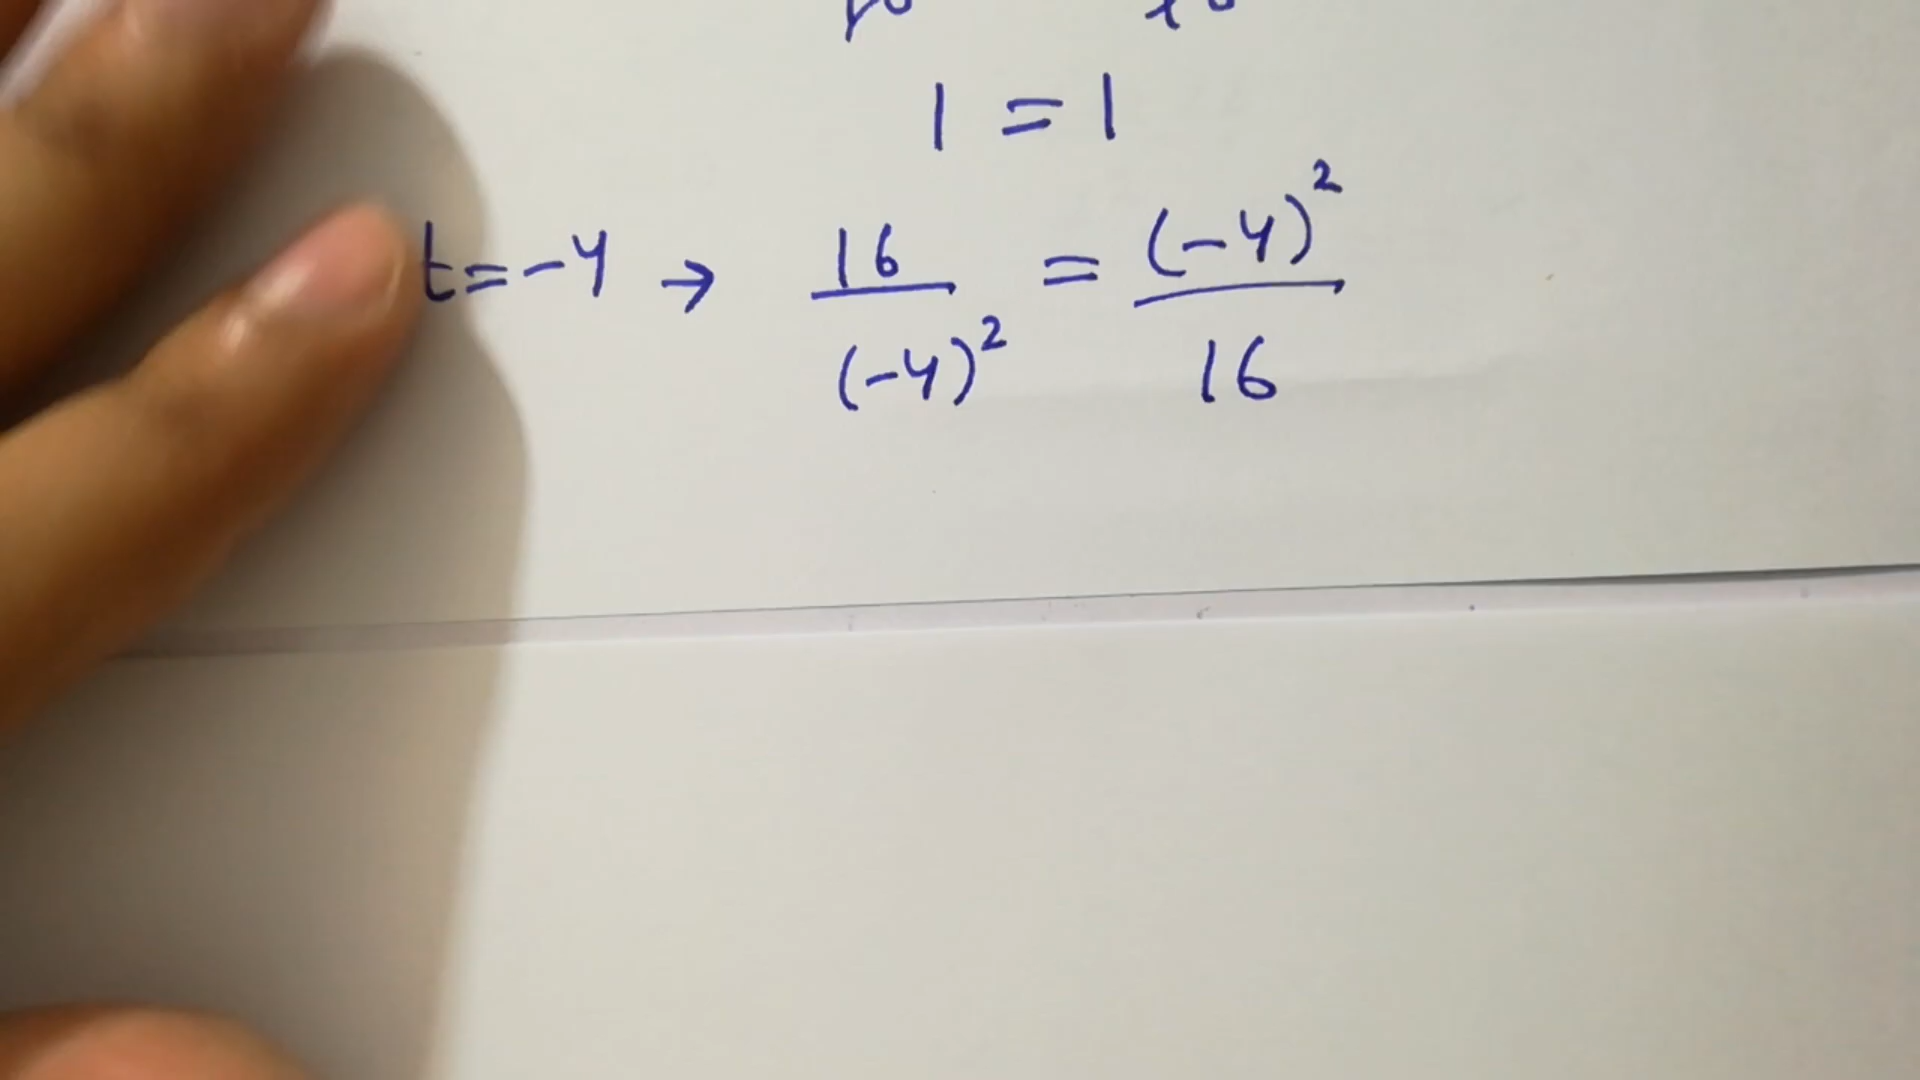 1 = 1
t = -4 → 16/(-4)² = (-4)²/16